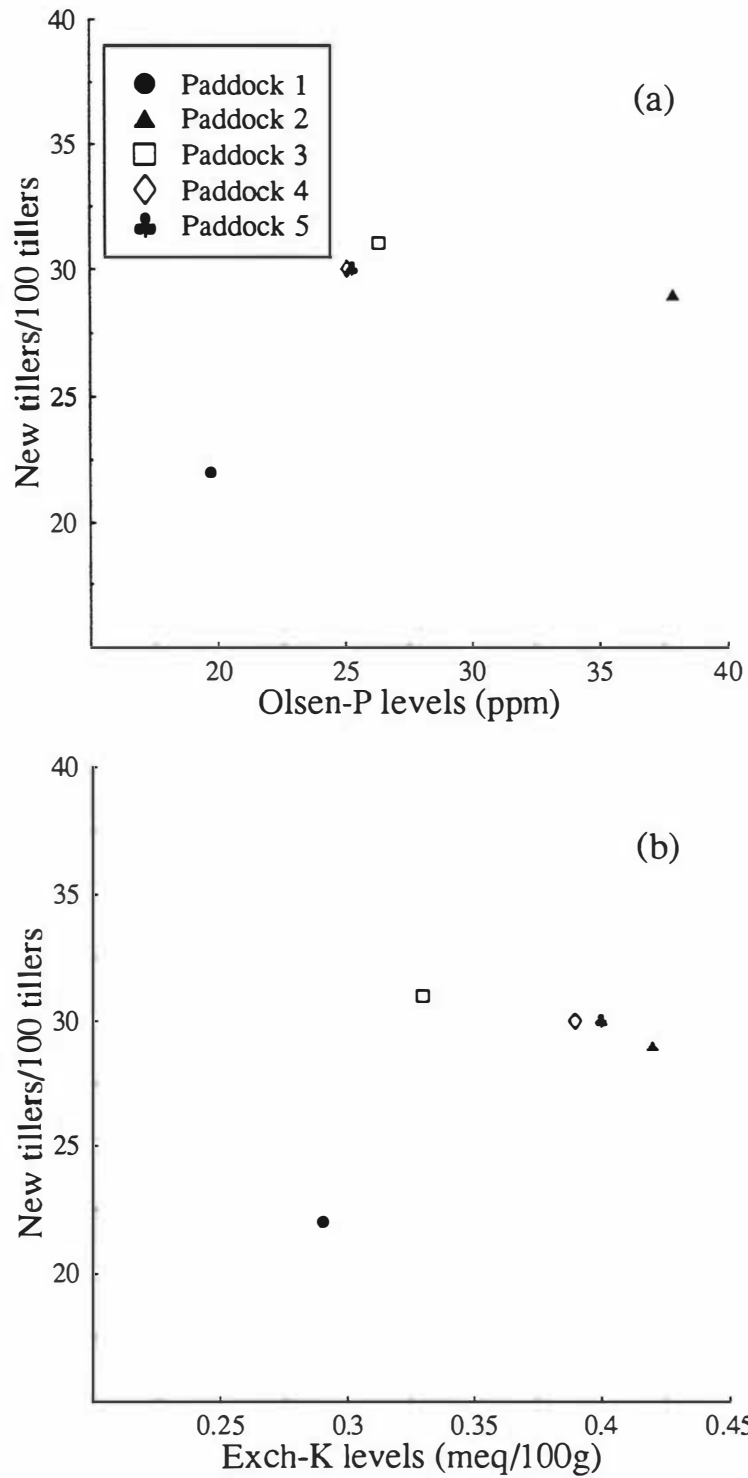 40
35
30
25
20
New tillers/100 tillers
Paddock 1
Paddock 2
Paddock 3
Paddock 4
Paddock 5
(a)
20 25 30 35 40
Olsen-P levels (ppm)
40
35
30
25
20
New tillers/100 tillers
(b)
0.25 0.3 0.35 0.4 0.45
Exch-K levels (meq/100g)